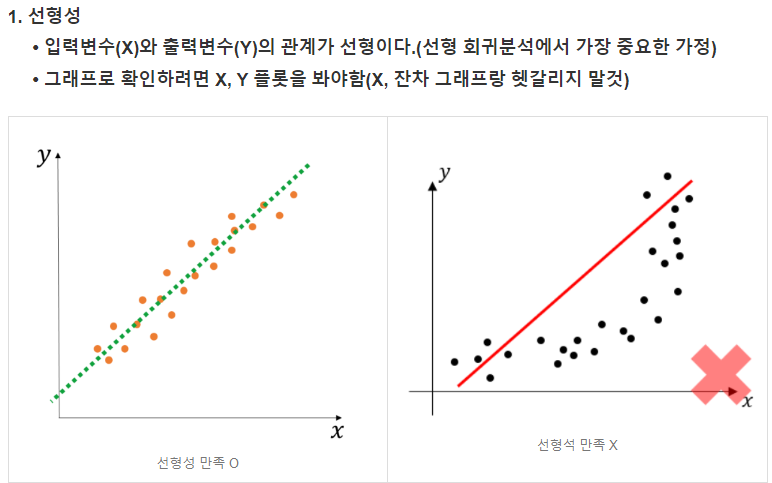 1. 선형성
• 입력변수(X)와 출력변수(Y)의 관계가 선형이다.(선형 회귀분석에서 가장 중요한 가정)
• 그래프로 확인하려면 X, Y 플롯을 봐야함(X, 잔차 그래프랑 헷갈리지 말것)
y
x
선형성 만족 O
y
x
선형석 만족 X